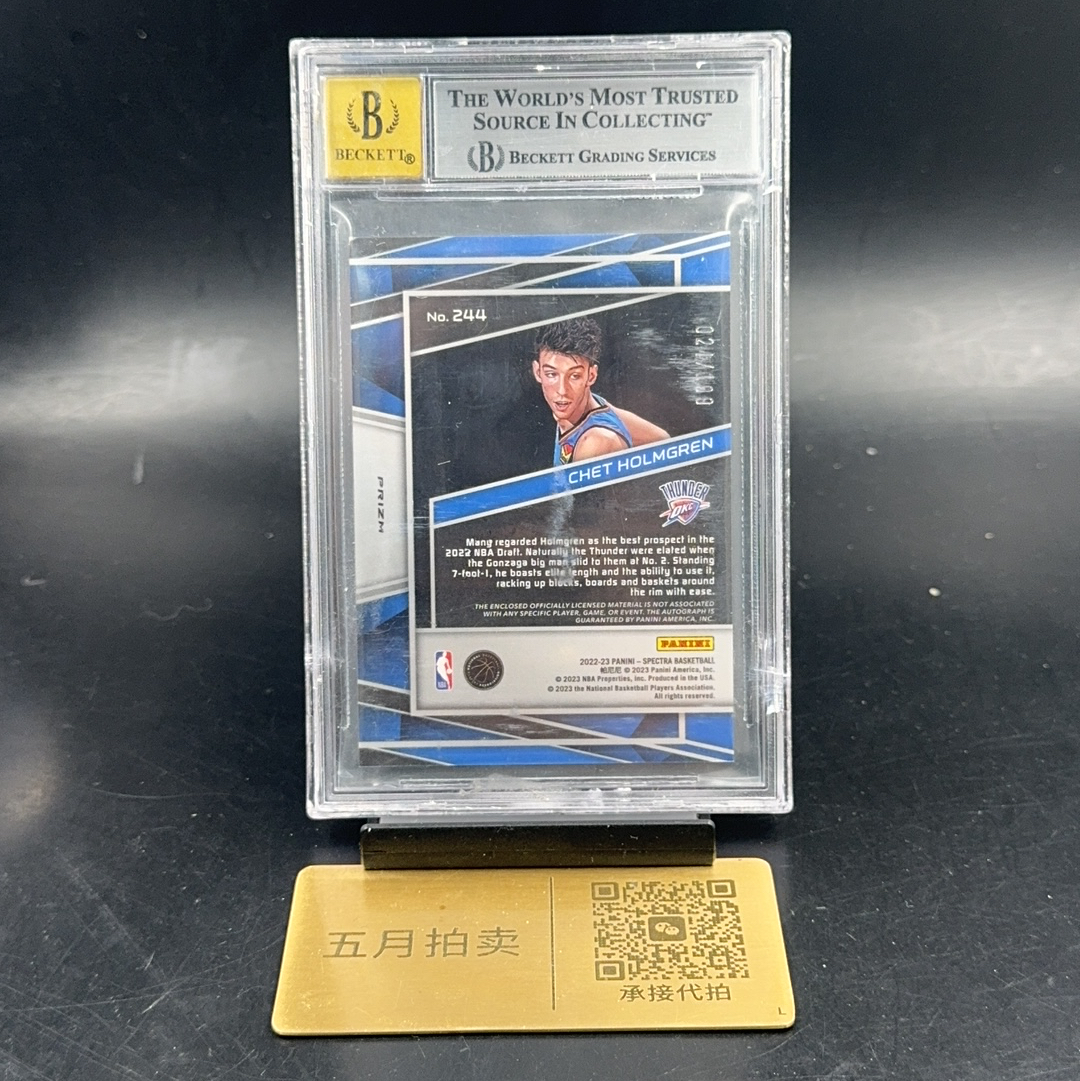 B
BECKETT®
THE WORLD'S MOST TRUSTED
SOURCE IN COLLECTING™
B BECKETT GRADING SERVICES
No. 244
CHET HOLMGREN
THUNDER
OKC
PRIZM
Many regarded Holmgren as the best prospect in the
2022 NBA Draft. Naturally the Thunder were elated when
the Gonzaga big man slid to them at No. 2. Standing
7-foot-1, he boasts elite length and the ability to use it,
racking up blocks, boards and baskets around
the rim with ease.
THE ENCLOSED OFFICIALLY LICENSED MATERIAL IS NOT ASSOCIATED
WITH ANY SPECIFIC PLAYER, GAME, OR EVENT. THE AUTOGRAPH IS
GUARANTEED BY PANINI AMERICA, INC.
PANINI
2022-23 PANINI – SPECTRA BASKETBALL
帕尼尼 © 2023 Panini America, Inc.
© 2023 NBA Properties, Inc. Produced in the USA.
© 2023 the National Basketball Players Association.
All rights reserved.
五月拍卖
承接代拍
L